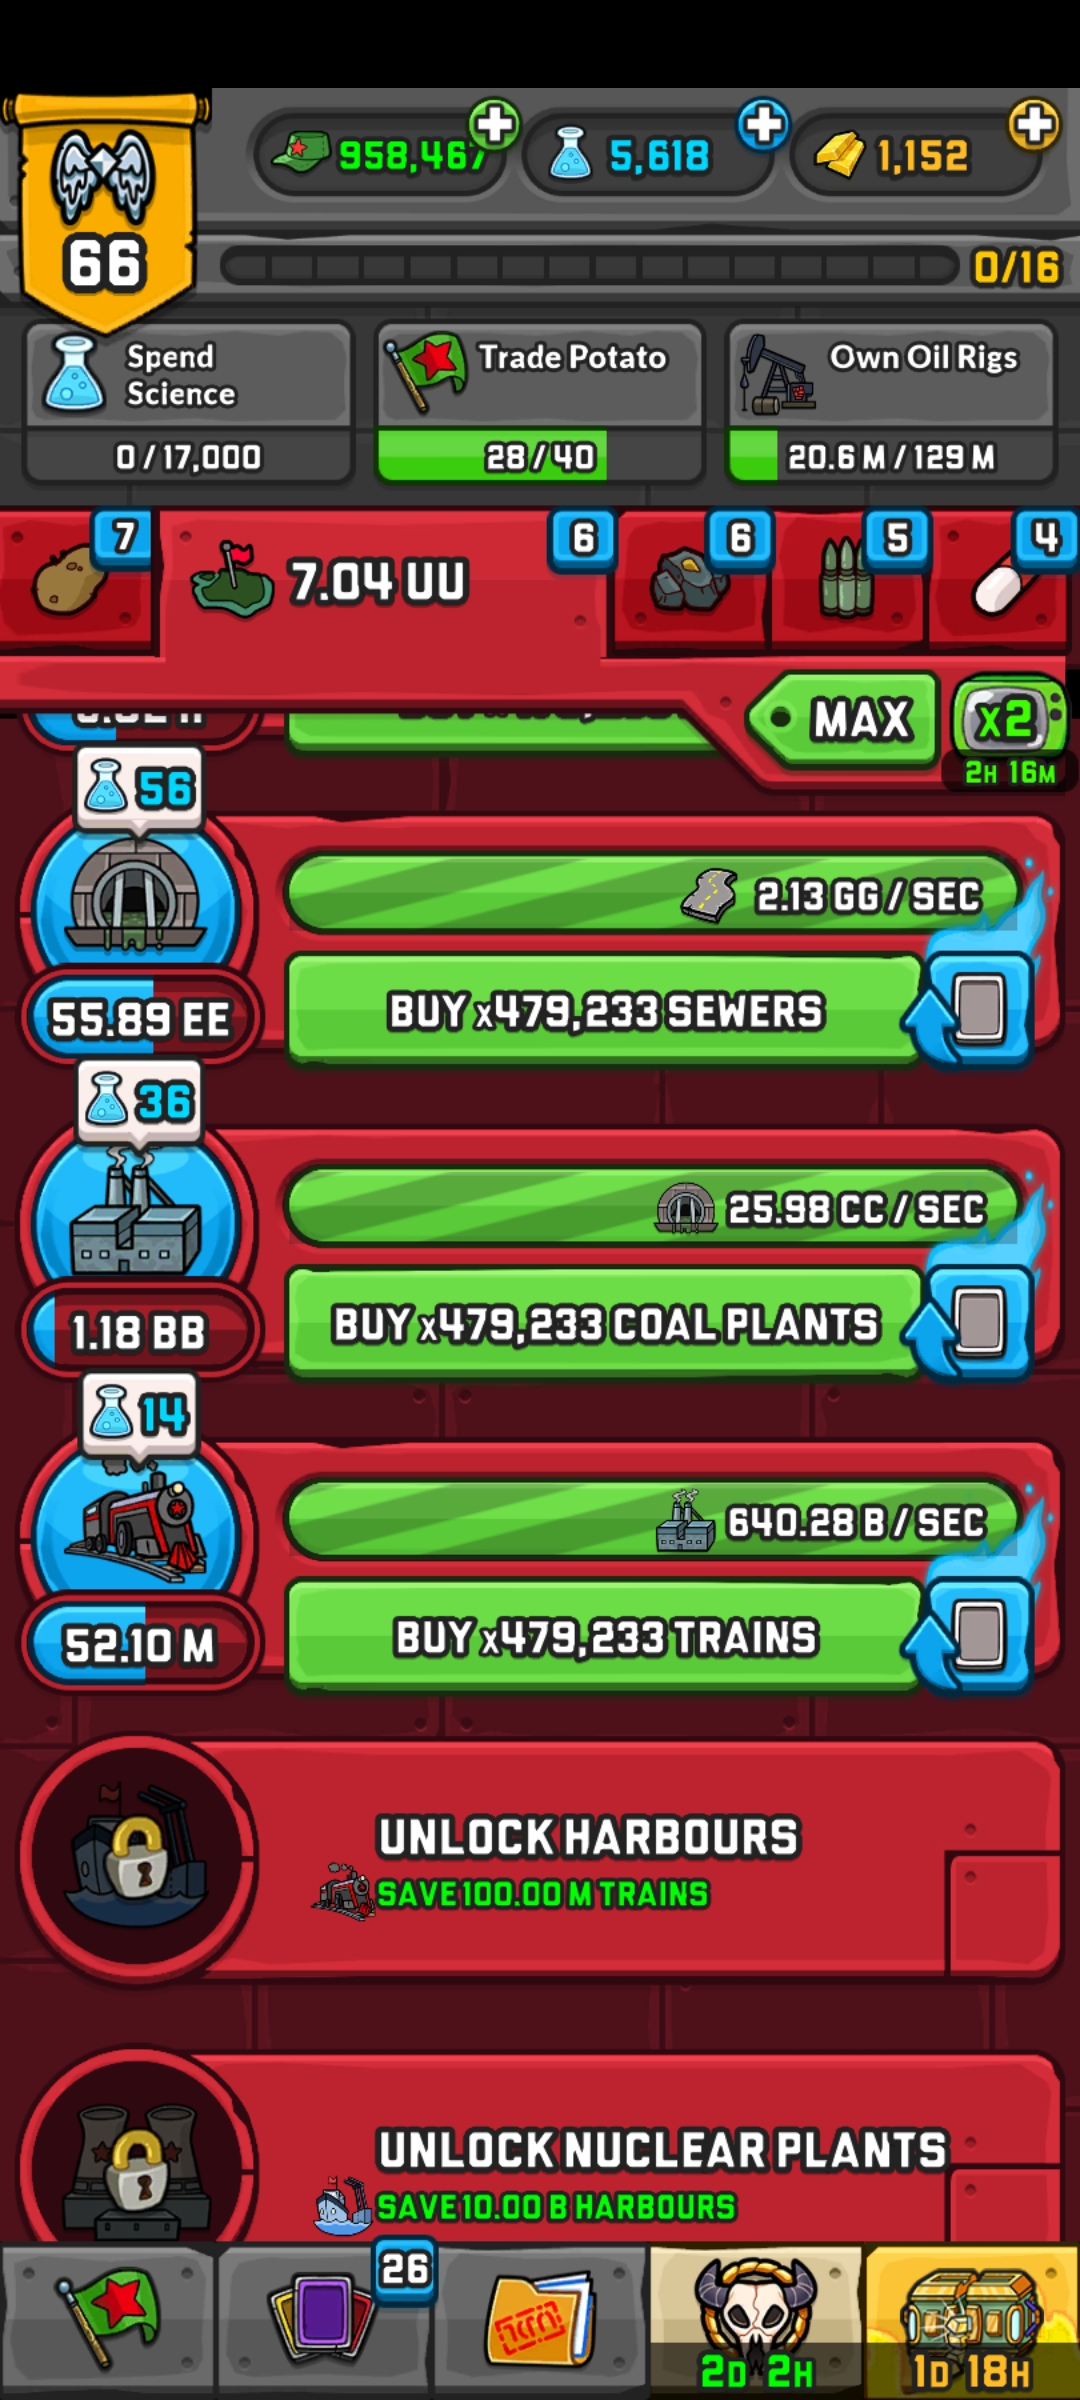 958,467
5,618
1,152
66
0/16
Spend
Science
0/17,000
Trade Potato
28/40
Own Oil Rigs
20.6 M/129 M
7
7.04 UU
6
6
5
4
MAX
x2
2H 16M
56
2.13 GG/SEC
55.89 EE
BUY x479,233 SEWERS
36
25.98 CC/SEC
1.18 BB
BUY x479,233 COAL PLANTS
14
640.28 B/SEC
52.10 M
BUY x479,233 TRAINS
UNLOCK HARBOURS
SAVE 100.00 M TRAINS
UNLOCK NUCLEAR PLANTS
SAVE 10.00 B HARBOURS
26
2D 2H
1D 18H